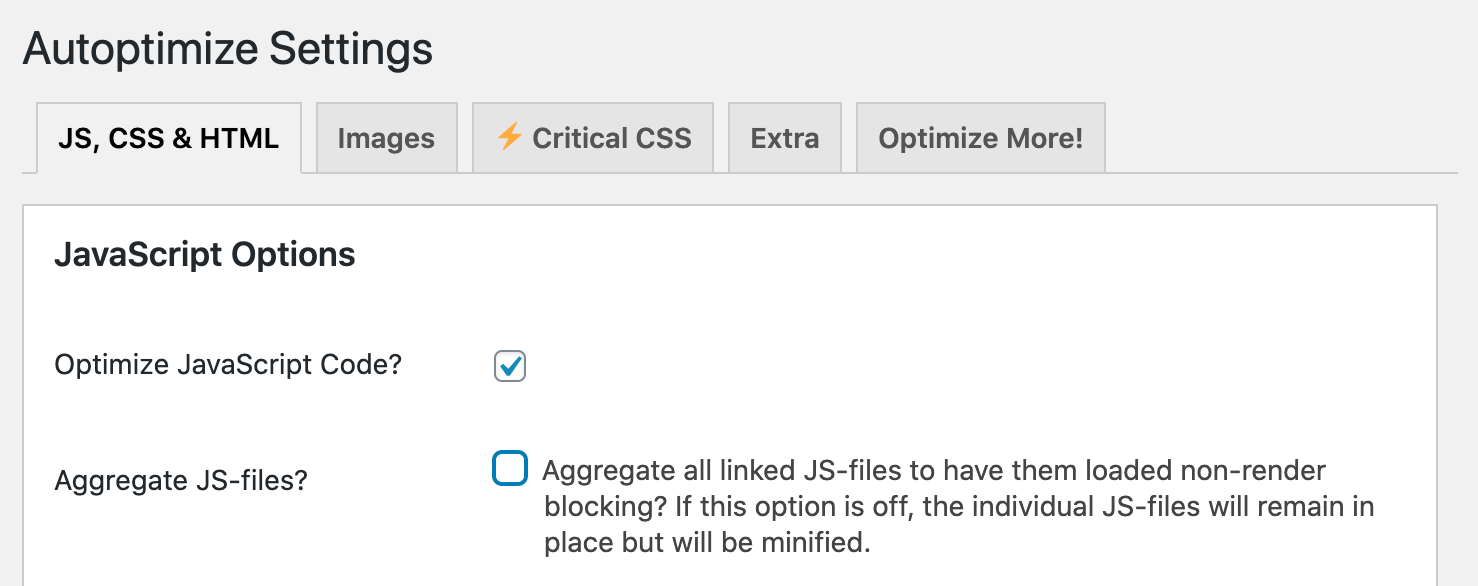 Autoptimize Settings
JS, CSS & HTML
Images
⚡ Critical CSS
Extra
Optimize More!
JavaScript Options
Optimize JavaScript Code?
Aggregate JS-files?
Aggregate all linked JS-files to have them loaded non-render
blocking? If this option is off, the individual JS-files will remain in
place but will be minified.